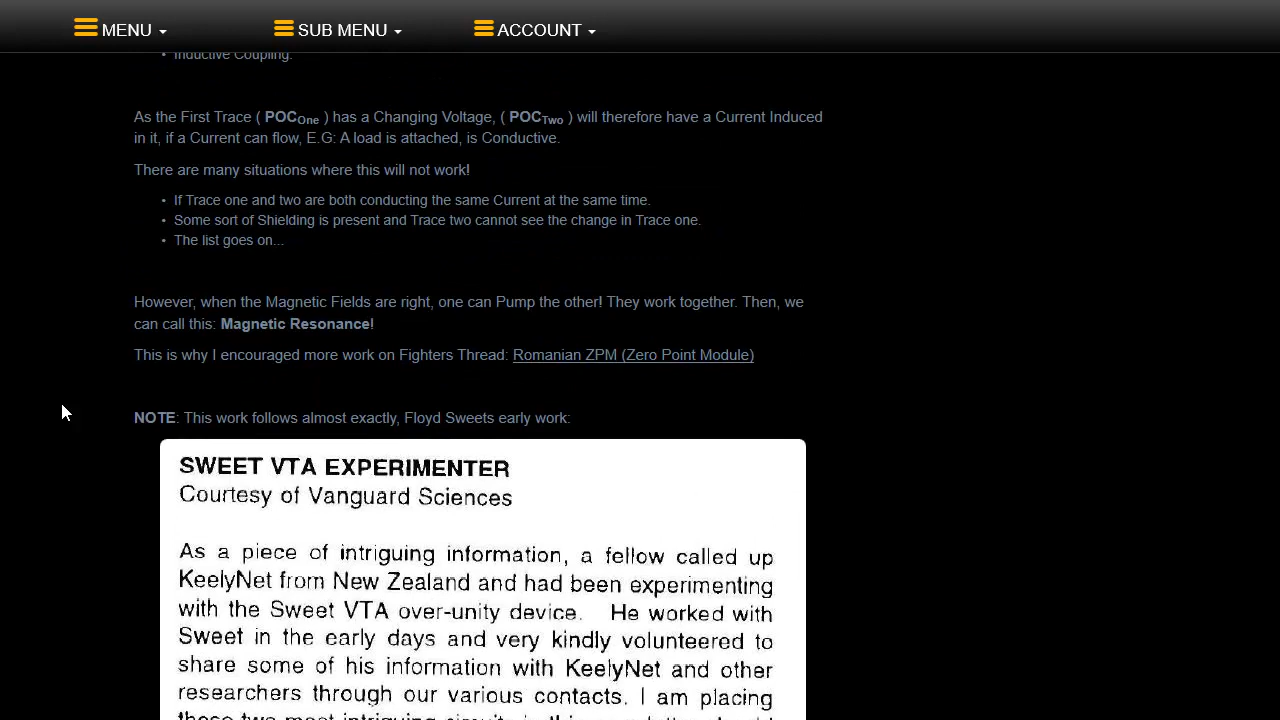 MENU SUB MENU ACCOUNT
• Inductive Coupling.
As the First Trace ( POCOne ) has a Changing Voltage, ( POCTwo ) will therefore have a Current Induced
in it, if a Current can flow, E.G: A load is attached, is Conductive.
There are many situations where this will not work!
• If Trace one and two are both conducting the same Current at the same time.
• Some sort of Shielding is present and Trace two cannot see the change in Trace one.
• The list goes on...
However, when the Magnetic Fields are right, one can Pump the other! They work together. Then, we
can call this: Magnetic Resonance!
This is why I encouraged more work on Fighters Thread: Romanian ZPM (Zero Point Module)
NOTE: This work follows almost exactly, Floyd Sweets early work:
SWEET VTA EXPERIMENTER
Courtesy of Vanguard Sciences
As a piece of intriguing information, a fellow called up
KeelyNet from New Zealand and had been experimenting
with the Sweet VTA over-unity device. He worked with
Sweet in the early days and very kindly volunteered to
share some of his information with KeelyNet and other
researchers through our various contacts. I am placing
these two most intriguing circuits in this